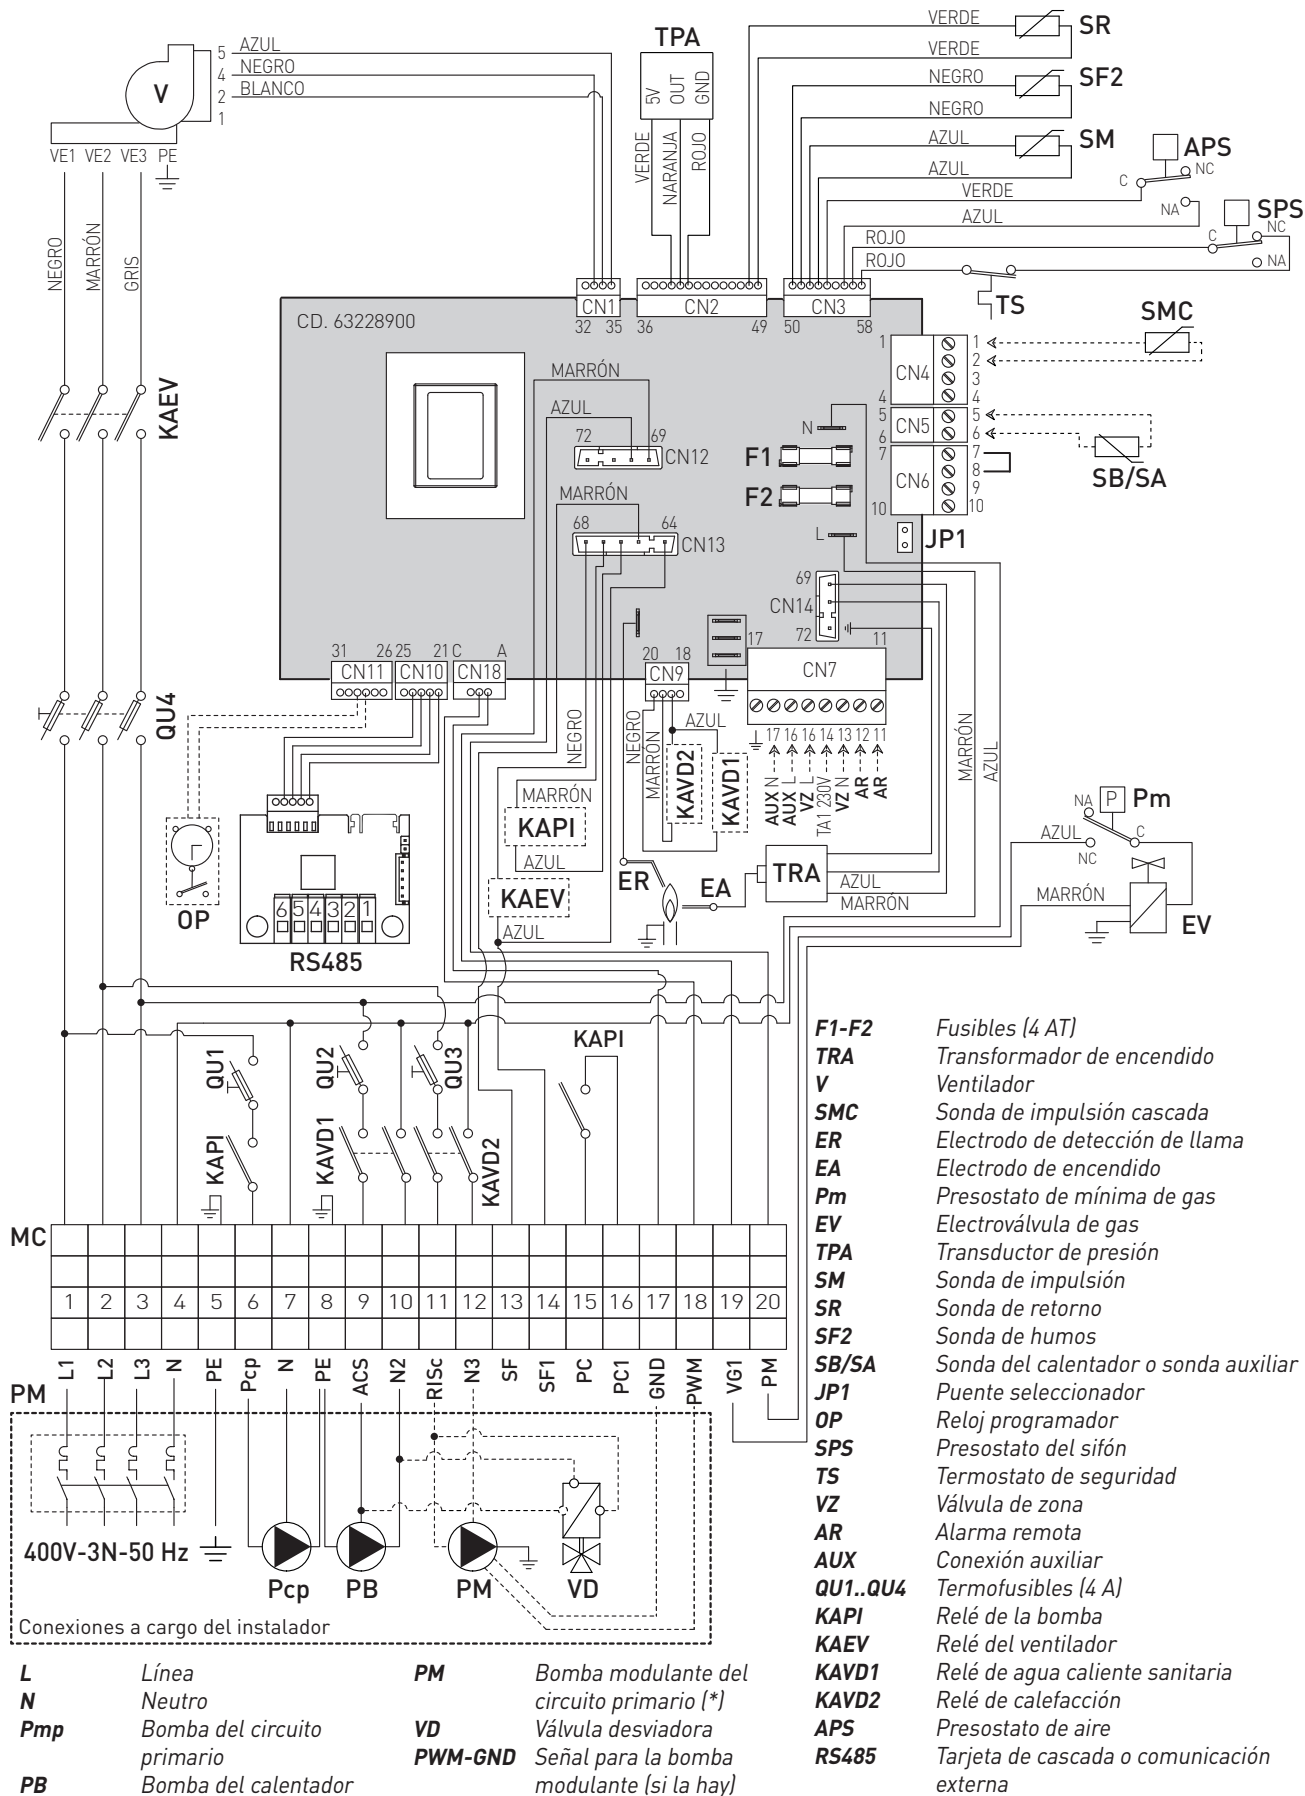 TPA
5V
OUT
GND
VERDE
NARANJA
ROJO
V
5 AZUL
4 NEGRO
2 BLANCO
1
VE1 VE2 VE3 PE
NEGRO
MARRÓN
GRIS
VERDE
SR
VERDE
NEGRO
SF2
NEGRO
AZUL
SM
AZUL
VERDE
AZUL
ROJO
ROJO
APS
C
NC
NA
SPS
C
NC
NA
TS
CD. 63228900
CN1
32 35
CN2
36 49
CN3
50 58
SMC
1 1
2
CN4
3
4 4
5 5
CN5
6 6
7 7
8
CN6
9
10 10
SB/SA
KAEV
MARRÓN
AZUL
72 69
CN12
MARRÓN
68 64
CN13
N
F1
F2
L
JP1
69
CN14
72
17 11
CN7
31 26 25 21 C A
CN11 CN10 CN18
20 18
CN9
QU4
NEGRO
NEGRO
MARRÓN
AZUL
KAVD2
KAVD1
17 16 16 14 13 12 11
AUX N
AUX L
VZ L
TA1 230V
VZ N
AR
AR
MARRÓN
AZUL
MARRÓN
KAPI
AZUL
KAEV
AZUL
ER
EA
TRA
AZUL
MARRÓN
NA
P
Pm
AZUL
C
NC
MARRÓN
EV
OP
6 5 4 3 2 1
RS485
QU1
QU2
QU3
KAPI
KAPI
KAVD1
KAVD2
MC
1 2 3 4 5 6 7 8 9 10 11 12 13 14 15 16 17 18 19 20
L1 L2 L3 N PE Pcp N PE ACS N2 RISc N3 SF SF1 PC PC1 GND PWM VG1 PM
PM
400V-3N-50 Hz
Pcp
PB
PM
VD
Conexiones a cargo del instalador
F1-F2 Fusibles (4 AT)
TRA Transformador de encendido
V Ventilador
SMC Sonda de impulsión cascada
ER Electrodo de detección de llama
EA Electrodo de encendido
Pm Presostato de mínima de gas
EV Electroválvula de gas
TPA Transductor de presión
SM Sonda de impulsión
SR Sonda de retorno
SF2 Sonda de humos
SB/SA Sonda del calentador o sonda auxiliar
JP1 Puente seleccionador
OP Reloj programador
SPS Presostato del sifón
TS Termostato de seguridad
VZ Válvula de zona
AR Alarma remota
AUX Conexión auxiliar
QU1..QU4 Termofusibles (4 A)
KAPI Relé de la bomba
KAEV Relé del ventilador
KAVD1 Relé de agua caliente sanitaria
KAVD2 Relé de calefacción
APS Presostato de aire
RS485 Tarjeta de cascada o comunicación
externa
L Línea
N Neutro
Pmp Bomba del circuito
primario
PB Bomba del calentador
PM Bomba modulante del
circuito primario (*)
VD Válvula desviadora
PWM-GND Señal para la bomba
modulante (si la hay)